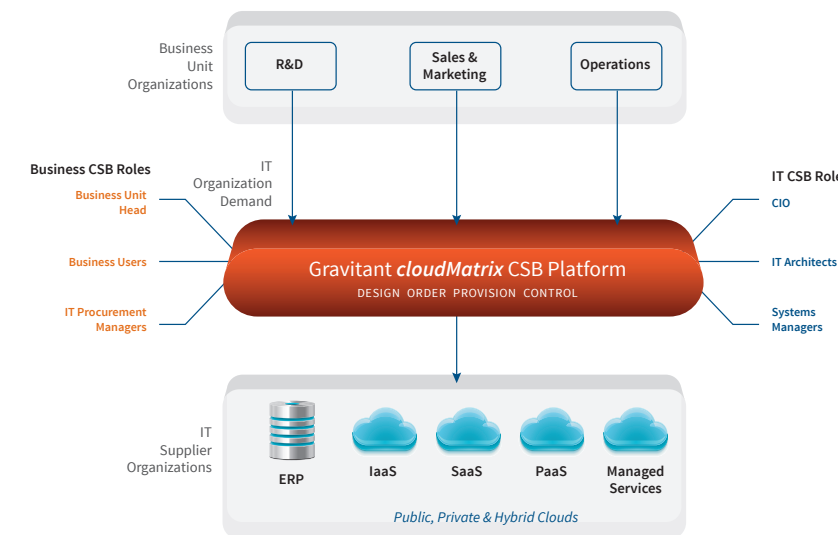 Business
Unit
Organizations
R&D
Sales &
Marketing
Operations
Business CSB Roles
Business Unit
Head
Business Users
IT Procurement
Managers
IT
Organization
Demand
IT CSB Role
CIO
IT Architects
Systems
Managers
Gravitant cloudMatrix CSB Platform
DESIGN ORDER PROVISION CONTROL
IT
Supplier
Organizations
ERP
IaaS
SaaS
PaaS
Managed
Services
Public, Private & Hybrid Clouds